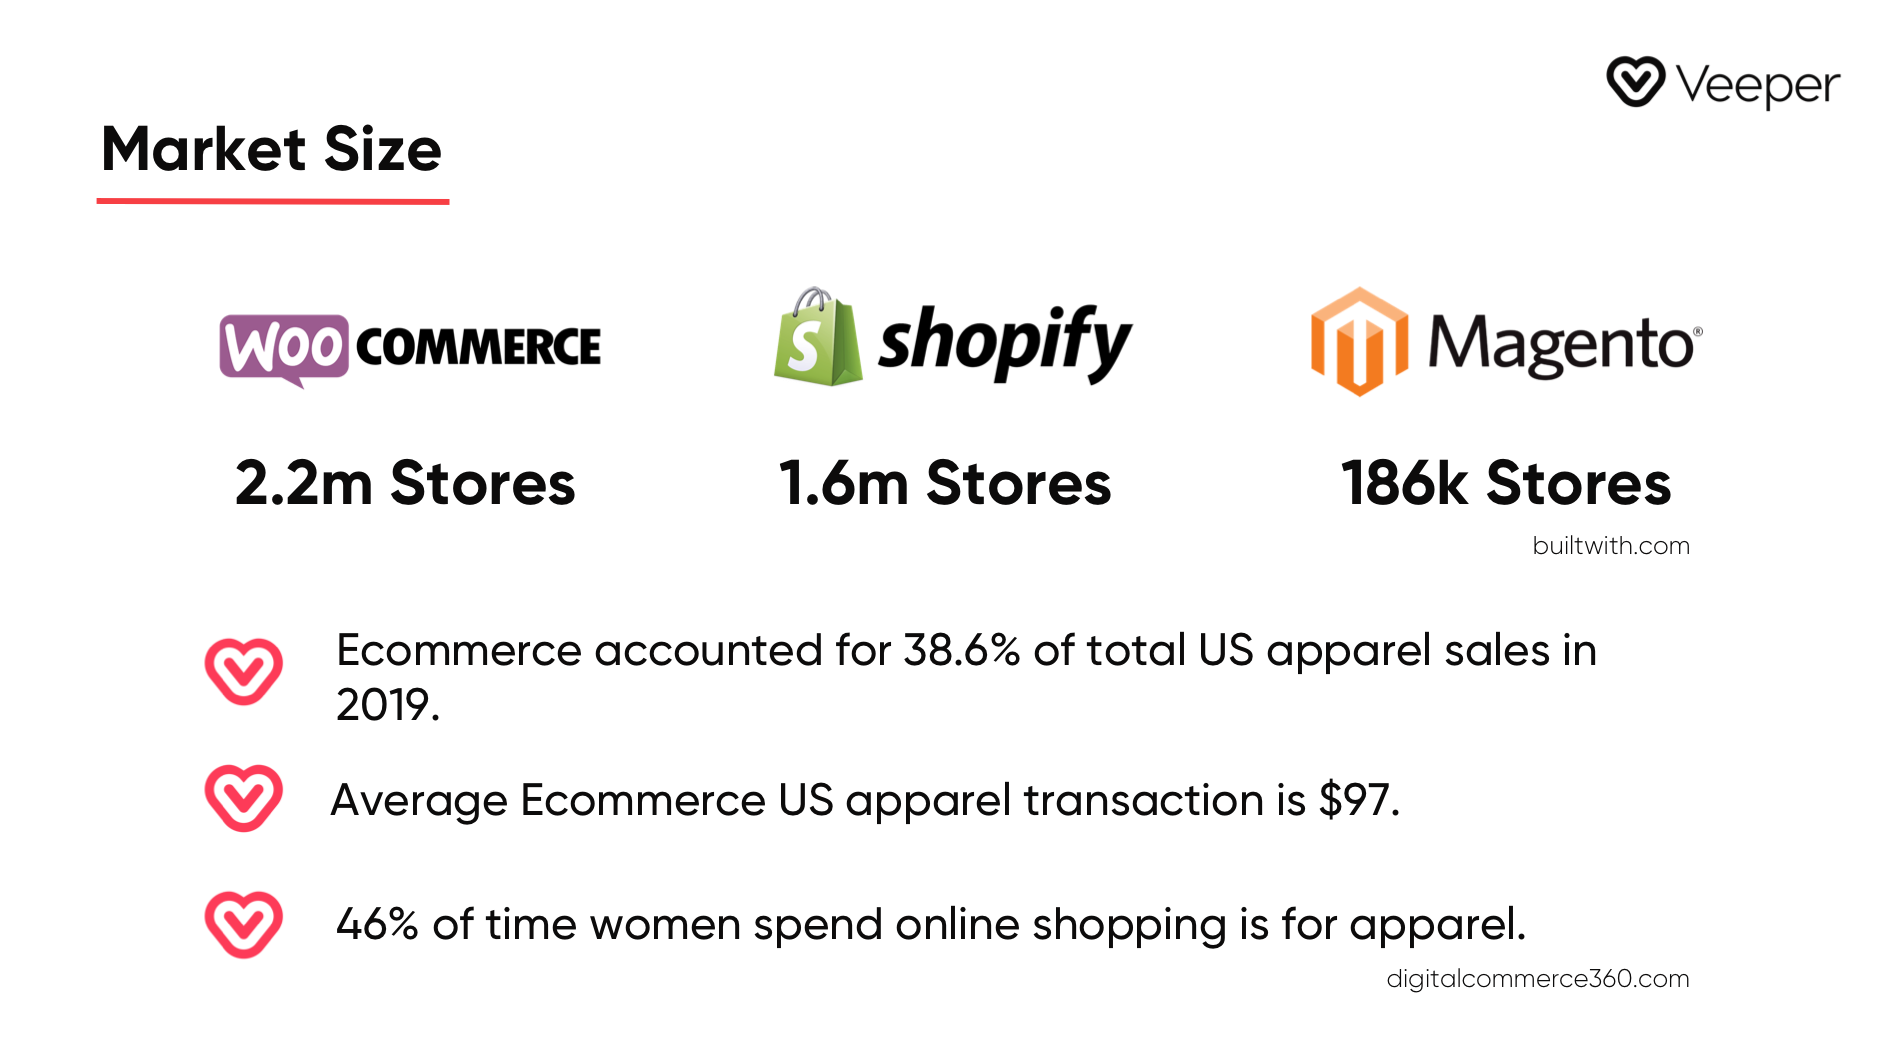 Veeper
Market Size
WOO COMMERCE
S shopify
Magento®
2.2m Stores
1.6m Stores
186k Stores
builtwith.com
Ecommerce accounted for 38.6% of total US apparel sales in
2019.
Average Ecommerce US apparel transaction is $97.
46% of time women spend online shopping is for apparel.
digitalcommerce360.com